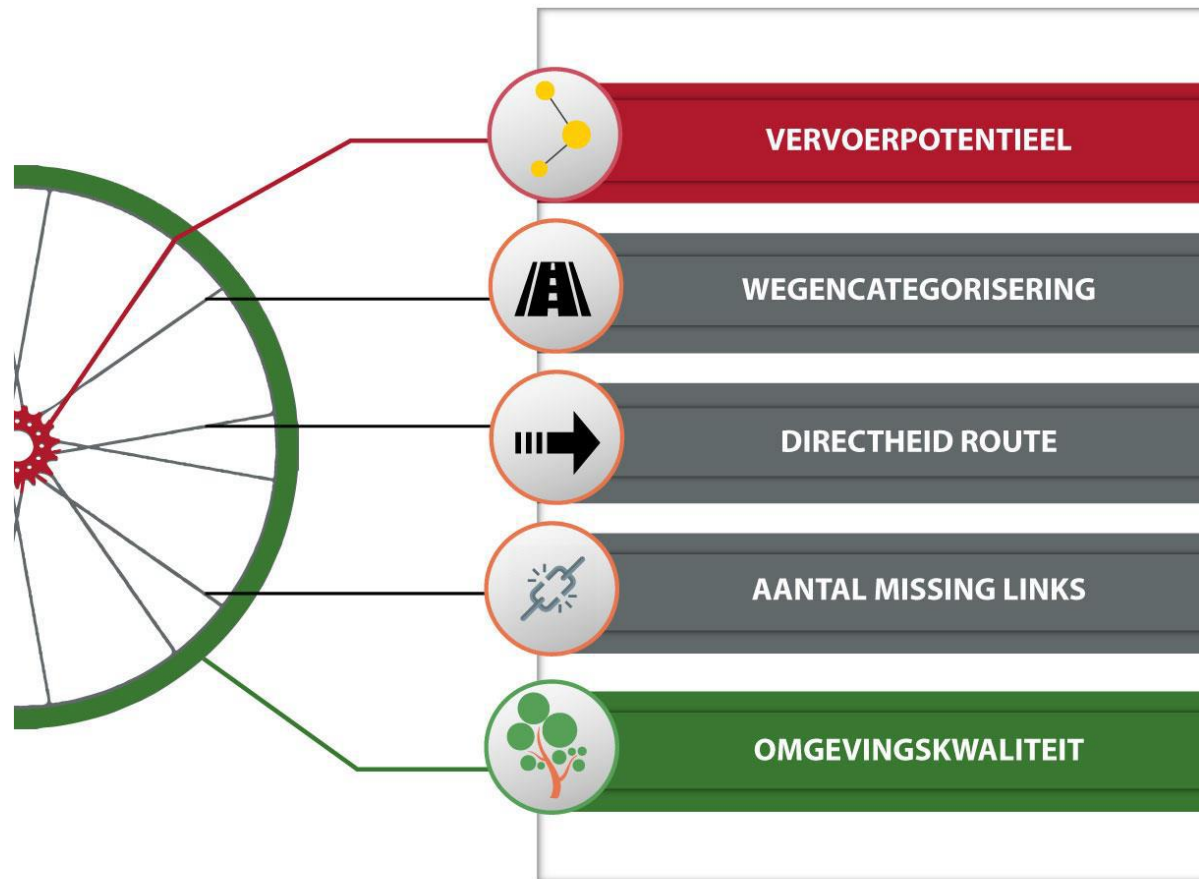 VERVOERPOTENTIEEL
WEGENCATEGORISERING
DIRECTHEID ROUTE
AANTAL MISSING LINKS
OMGEVINGSKWALITEIT